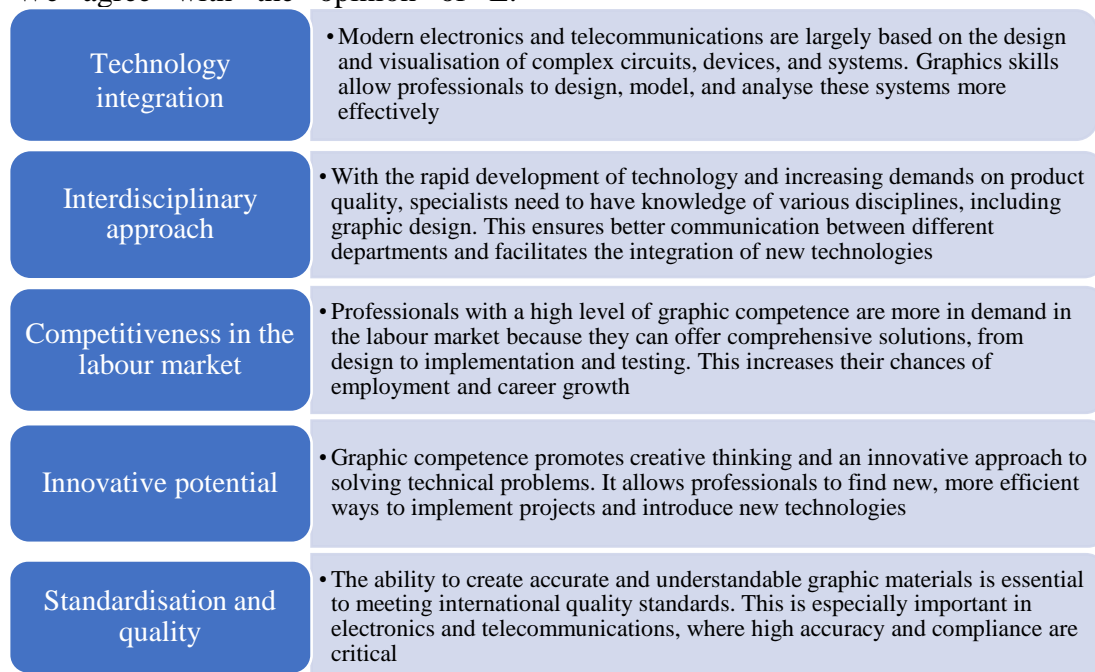 We agree with the opinion of
Technology
integration
• Modern electronics and telecommunications are largely based on the design
and visualisation of complex circuits, devices, and systems. Graphics skills
allow professionals to design, model, and analyse these systems more
effectively
Interdisciplinary
approach
• With the rapid development of technology and increasing demands on product
quality, specialists need to have knowledge of various disciplines, including
graphic design. This ensures better communication between different
departments and facilitates the integration of new technologies
Competitiveness in the
labour market
• Professionals with a high level of graphic competence are more in demand in
the labour market because they can offer comprehensive solutions, from
design to implementation and testing. This increases their chances of
employment and career growth
Innovative potential
• Graphic competence promotes creative thinking and an innovative approach to
solving technical problems. It allows professionals to find new, more efficient
ways to implement projects and introduce new technologies
Standardisation and
quality
• The ability to create accurate and understandable graphic materials is essential
to meeting international quality standards. This is especially important in
electronics and telecommunications, where high accuracy and compliance are
critical